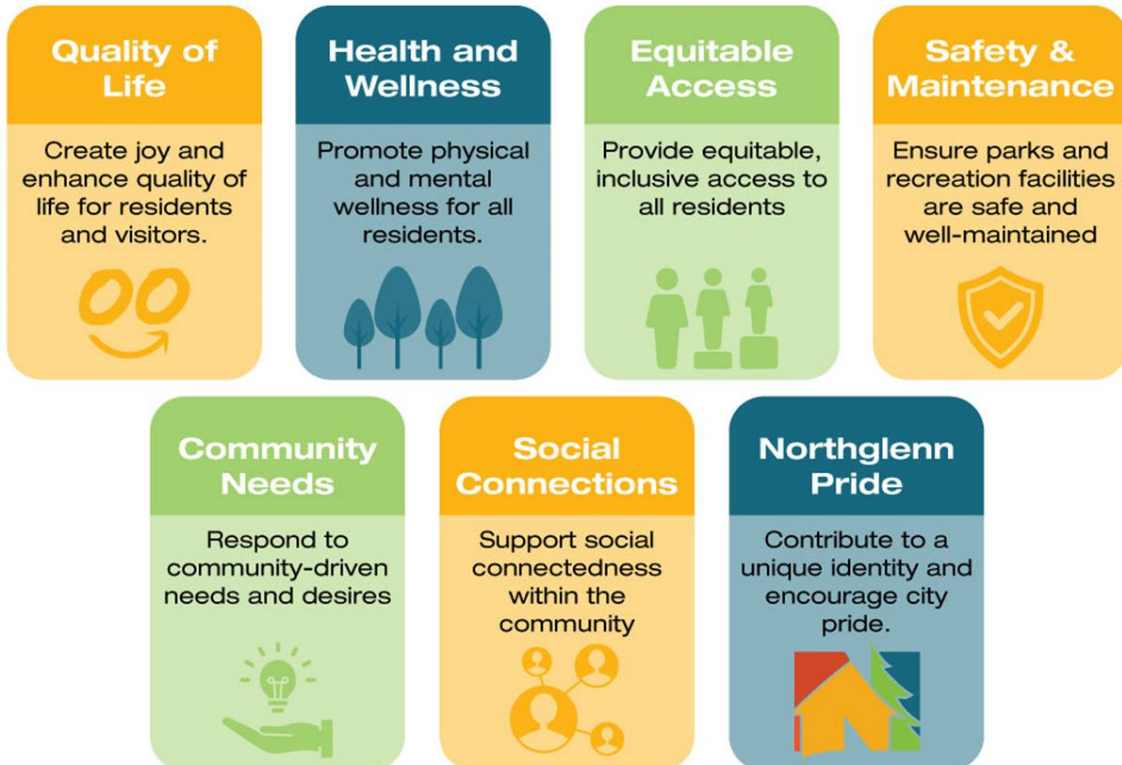 Quality of
Life
Create joy and
enhance quality of
life for residents
and visitors.
Health and
Wellness
Promote physical
and mental
wellness for all
residents.
Equitable
Access
Provide equitable,
inclusive access to
all residents
Safety &
Maintenance
Ensure parks and
recreation facilities
are safe and
well-maintained
Community
Needs
Respond to
community-driven
needs and desires
Social
Connections
Support social
connectedness
within the
community
Northglenn
Pride
Contribute to a
unique identity and
encourage city
pride.